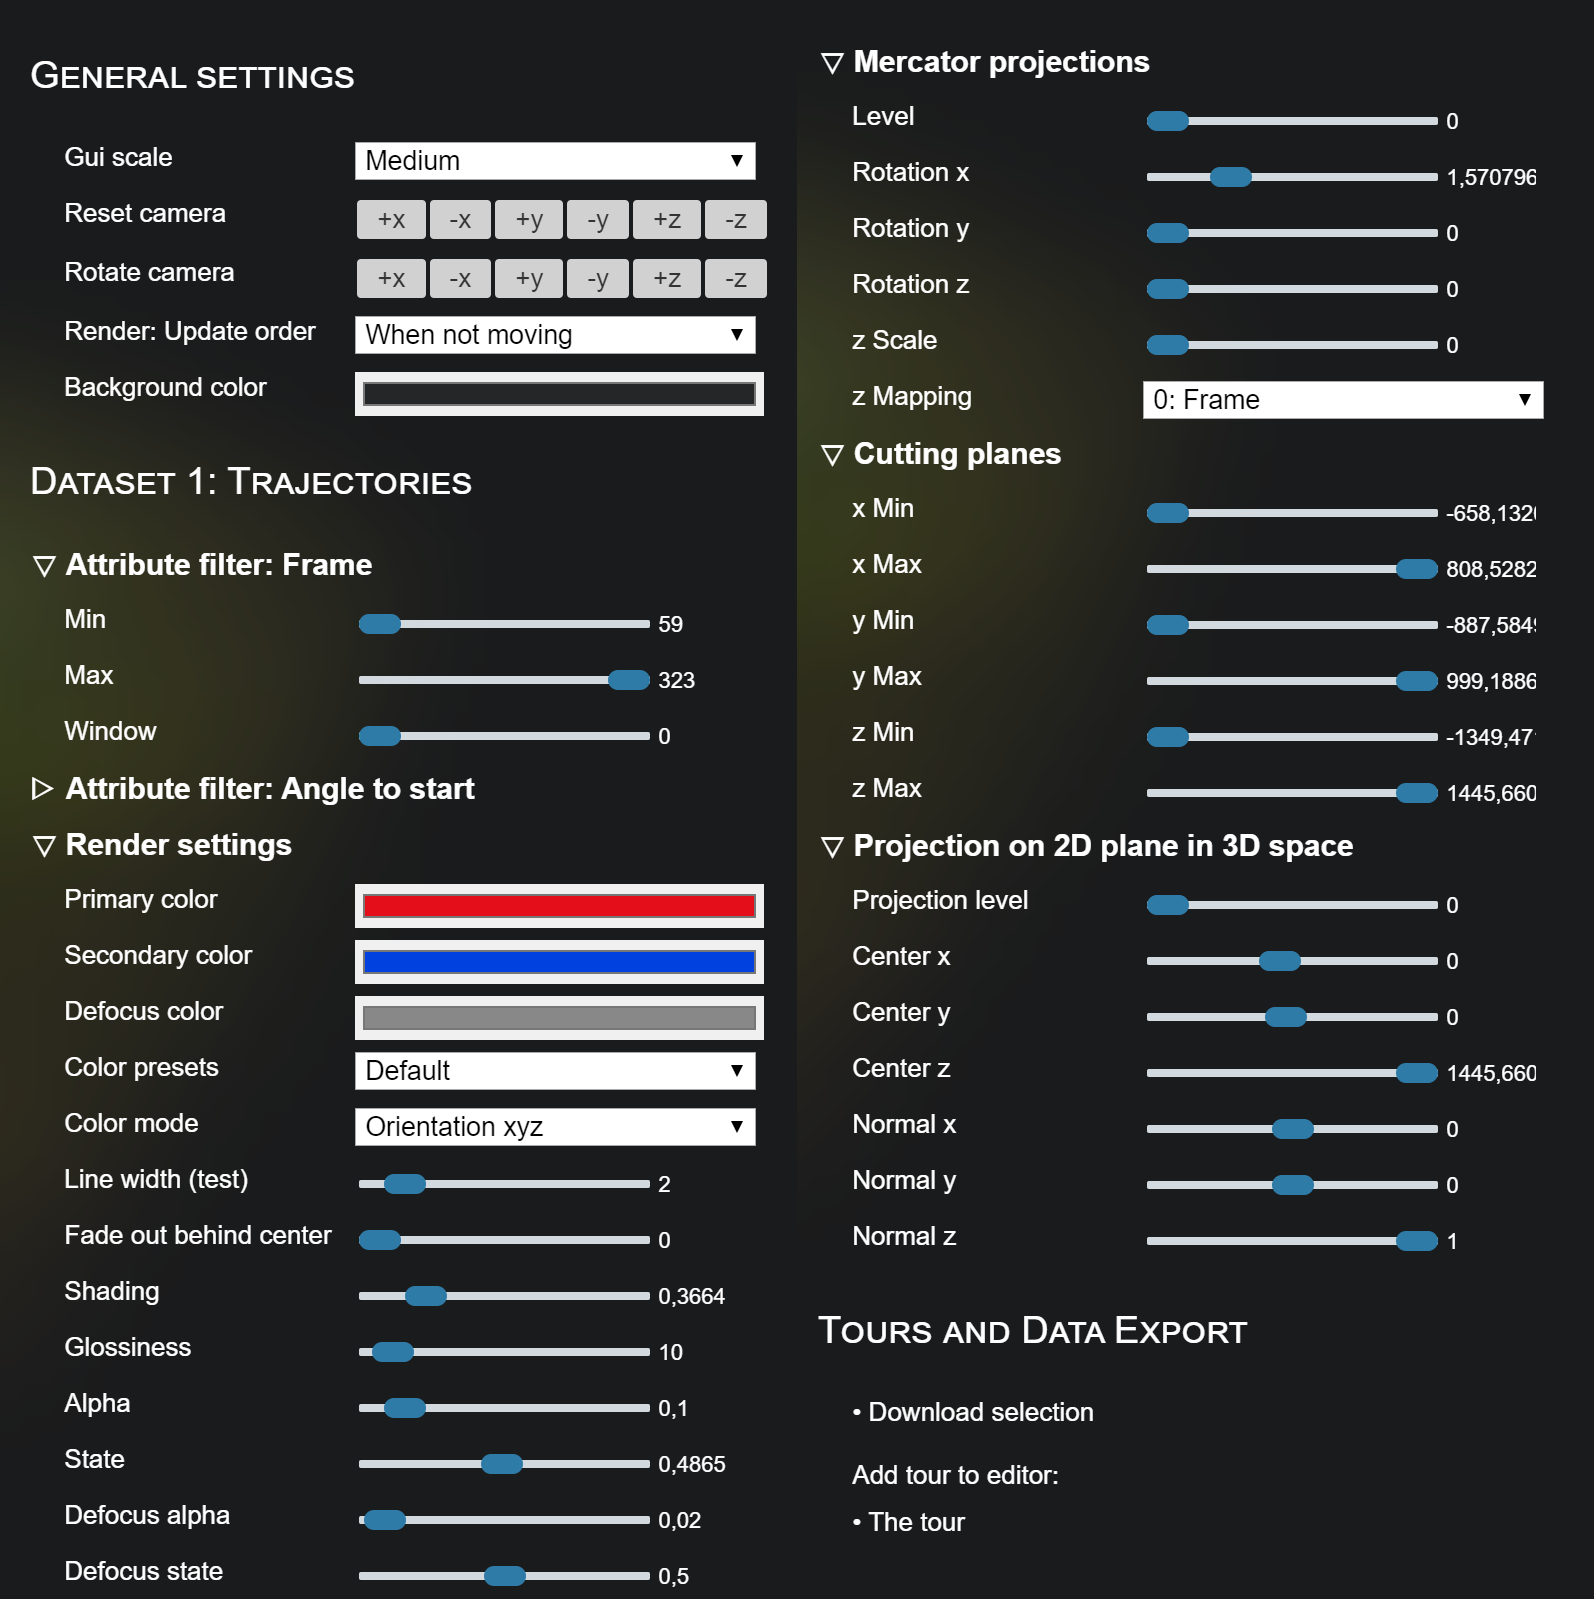 GENERAL SETTINGS
Gui scale Medium
Reset camera +x -x +y -y +z -z
Rotate camera +x -x +y -y +z -z
Render: Update order When not moving
Background color
DATASET 1: TRAJECTORIES
Attribute filter: Frame
Min 59
Max 323
Window 0
Attribute filter: Angle to start
Render settings
Primary color
Secondary color
Defocus color
Color presets Default
Color mode Orientation xyz
Line width (test) 2
Fade out behind center 0
Shading 0,3664
Glossiness 10
Alpha 0,1
State 0,4865
Defocus alpha 0,02
Defocus state 0,5
Mercator projections
Level 0
Rotation x 1,570796
Rotation y 0
Rotation z 0
z Scale 0
z Mapping 0: Frame
Cutting planes
x Min -658,132
x Max 808,5282
y Min -887,584
y Max 999,1886
z Min -1349,47
z Max 1445,660
Projection on 2D plane in 3D space
Projection level 0
Center x 0
Center y 0
Center z 1445,660
Normal x 0
Normal y 0
Normal z 1
TOURS AND DATA EXPORT
• Download selection
Add tour to editor:
• The tour